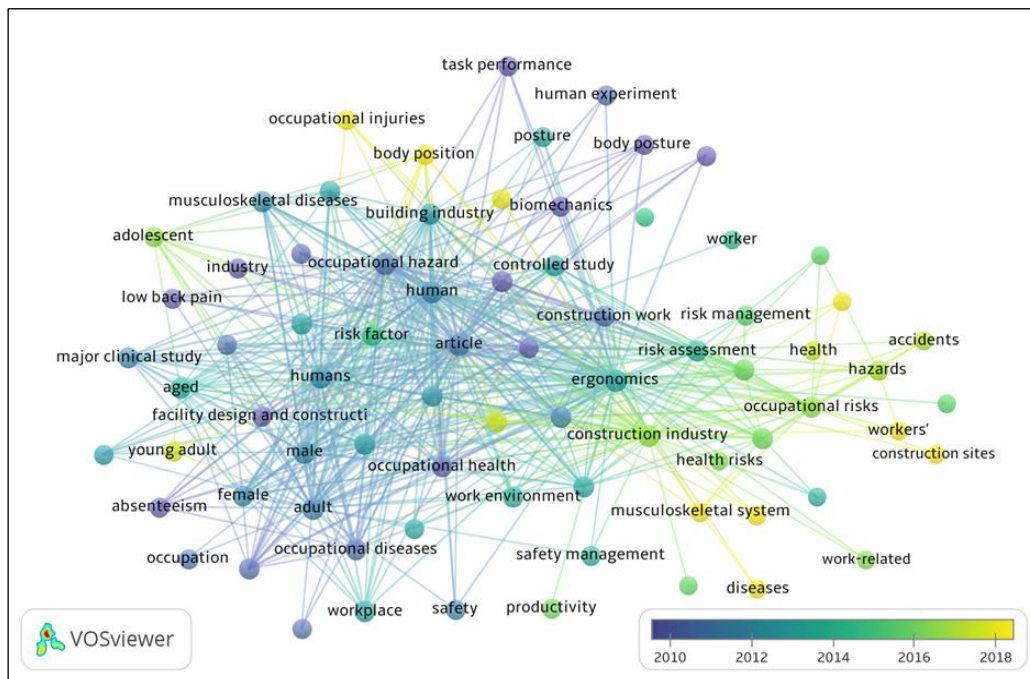 task performance
human experiment
occupational injuries
posture
body posture
body position
musculoskeletal diseases
building industry
biomechanics
adolescent
worker
industry
occupational hazard
controlled study
low back pain
human
construction work
risk management
risk factor
article
major clinical study
risk assessment
health
accidents
aged
humans
ergonomics
hazards
facility design and constructi
occupational risks
young adult
male
construction industry
workers'
occupational health
health risks
construction sites
absenteeism
female
adult
work environment
musculoskeletal system
occupation
occupational diseases
safety management
work-related
workplace
safety
productivity
diseases
VOSviewer
2010 2012 2014 2016 2018